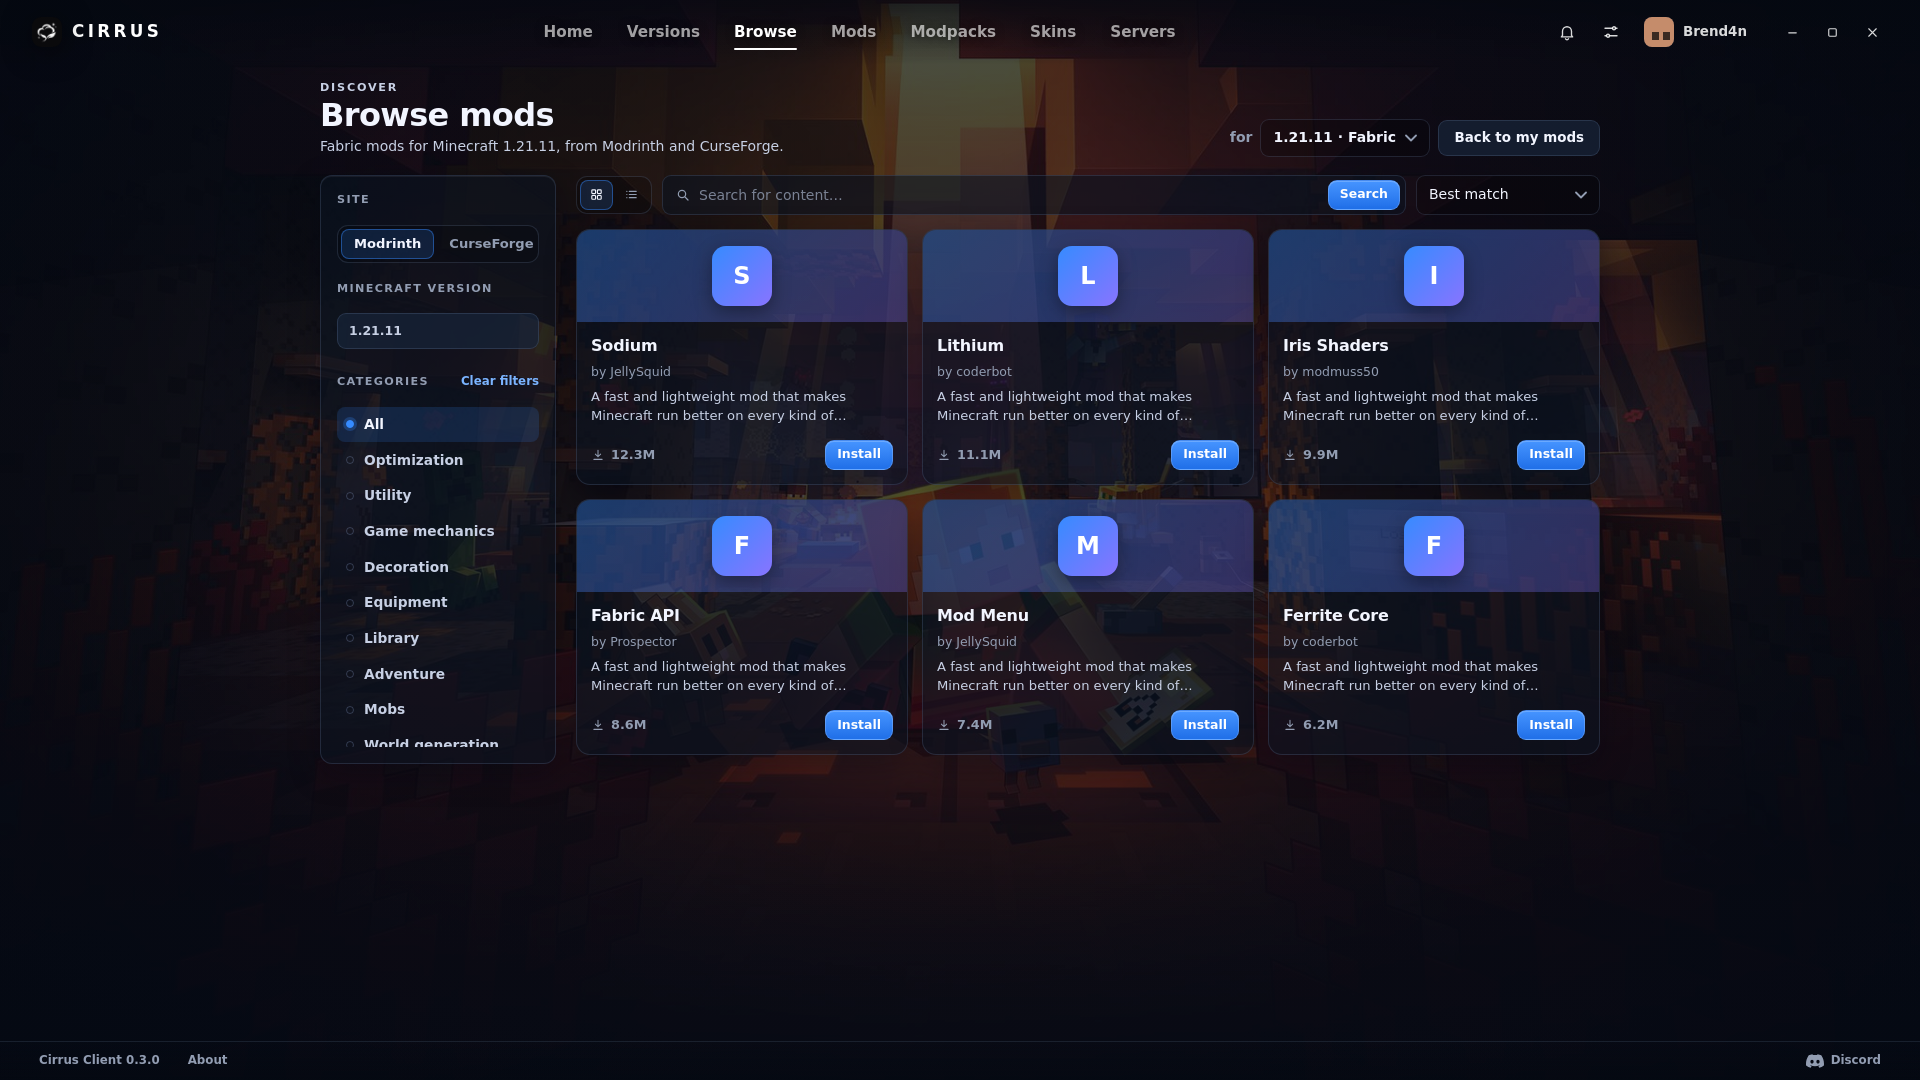 CIRRUS
Home
Versions
Browse
Mods
Modpacks
Skins
Servers
Brend4n
DISCOVER
Browse mods
Fabric mods for Minecraft 1.21.11, from Modrinth and CurseForge.
for
1.21.11 · Fabric
Back to my mods
SITE
Modrinth
CurseForge
MINECRAFT VERSION
1.21.11
CATEGORIES
Clear filters
All
Optimization
Utility
Game mechanics
Decoration
Equipment
Library
Adventure
Mobs
World generation
Search for content...
Search
Best match
S
Sodium
by JellySquid
A fast and lightweight mod that makes
Minecraft run better on every kind of...
12.3M
Install
L
Lithium
by coderbot
A fast and lightweight mod that makes
Minecraft run better on every kind of...
11.1M
Install
I
Iris Shaders
by modmuss50
A fast and lightweight mod that makes
Minecraft run better on every kind of...
9.9M
Install
F
Fabric API
by Prospector
A fast and lightweight mod that makes
Minecraft run better on every kind of...
8.6M
Install
M
Mod Menu
by JellySquid
A fast and lightweight mod that makes
Minecraft run better on every kind of...
7.4M
Install
F
Ferrite Core
by coderbot
A fast and lightweight mod that makes
Minecraft run better on every kind of...
6.2M
Install
Cirrus Client 0.3.0
About
Discord